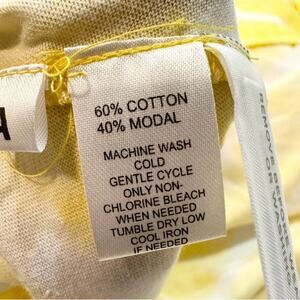 60% COTTON
40% MODAL
MACHINE WASH
COLD
GENTLE CYCLE
ONLY NON-
CHLORINE BLEACH
WHEN NEEDED
TUMBLE DRY LOW
COOL IRON
IF NEEDED